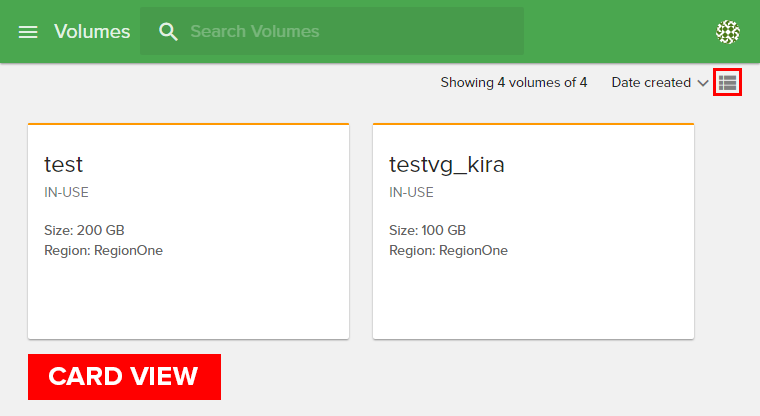 Volumes
Search Volumes
Showing 4 volumes of 4
Date created
test
IN-USE
Size: 200 GB
Region: RegionOne
testvg_kira
IN-USE
Size: 100 GB
Region: RegionOne
CARD VIEW